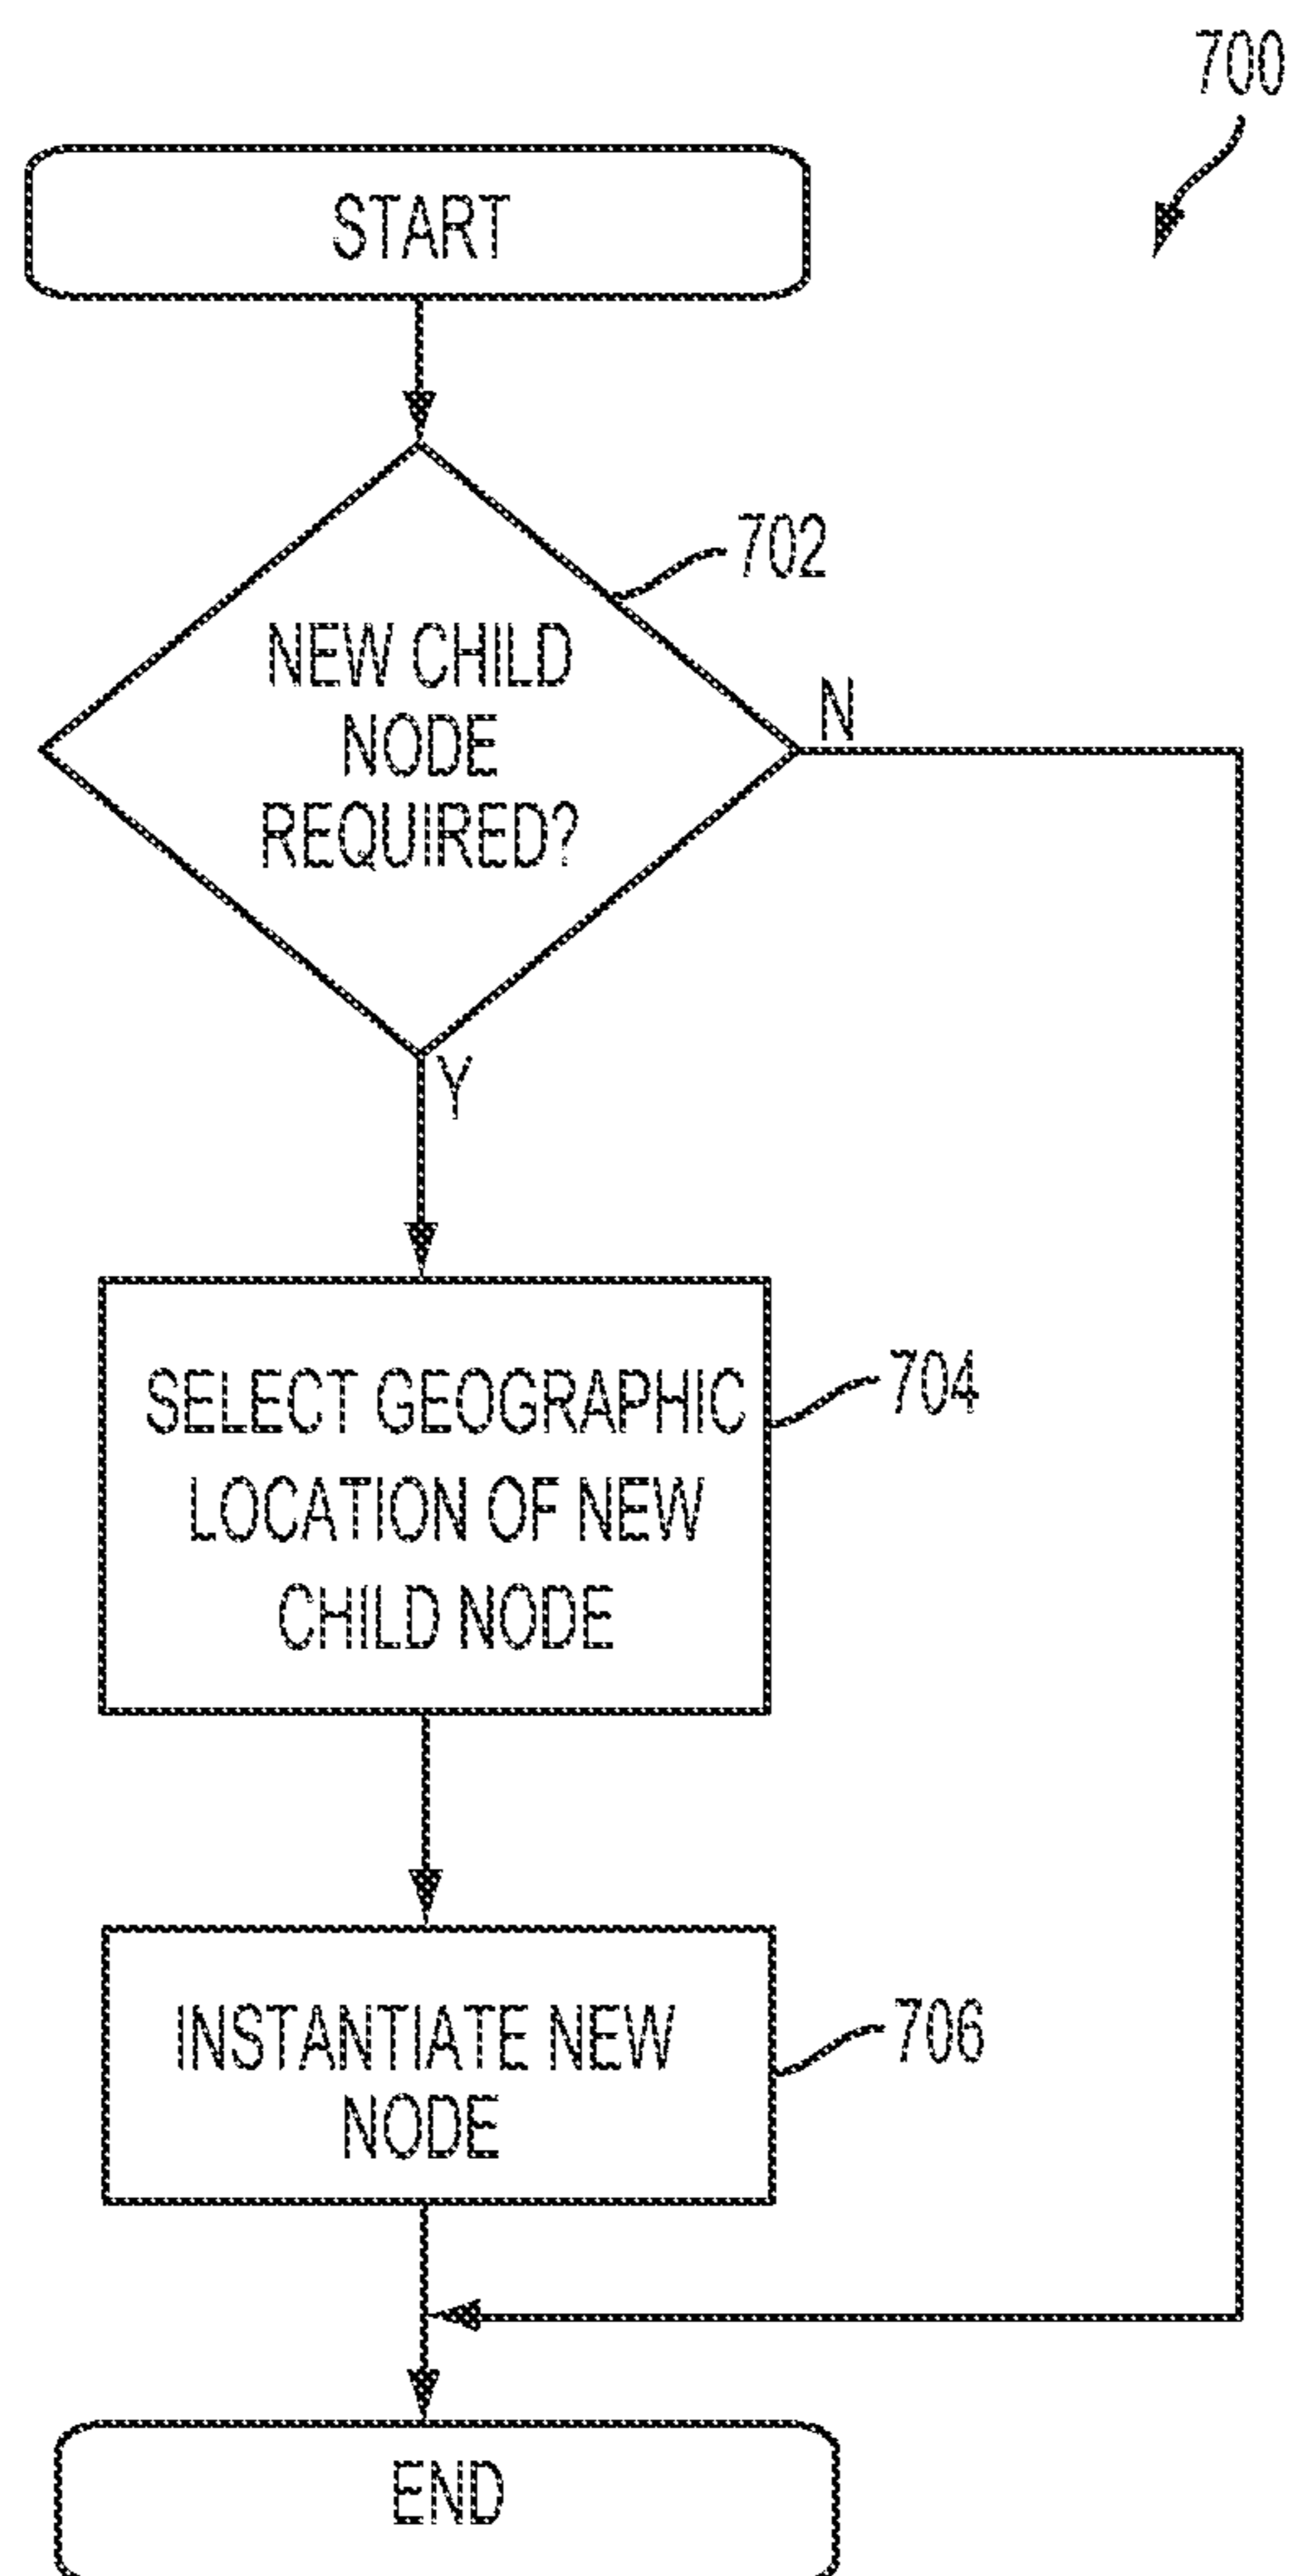 700
START
702
NEW CHILD
NODE
REQUIRED?
N
Y
SELECT GEOGRAPHIC
LOCATION OF NEW
CHILD NODE
704
INSTANTIATE NEW
NODE
706
END